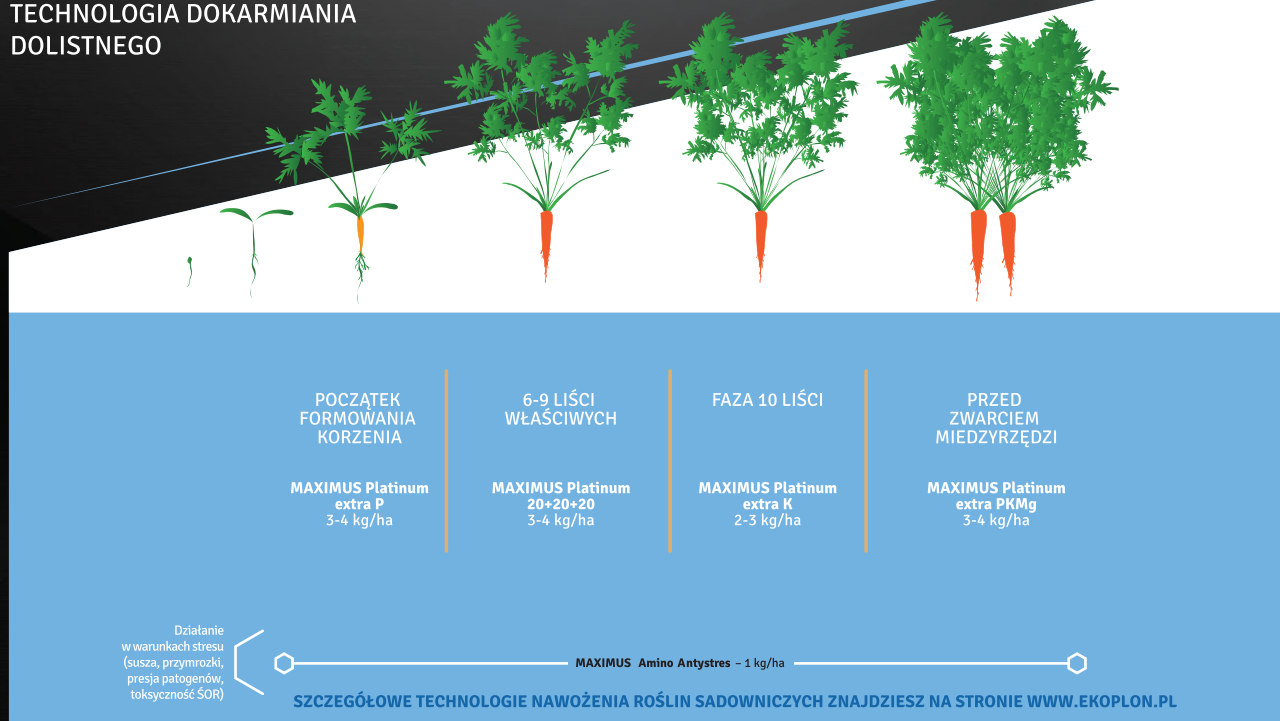 TECHNOLOGIA DOKARMIANIA
DOLISTNEGO
POCZĄTEK
FORMOWANIA
KORZENIA
MAXIMUS Platinum
extra P
3-4 kg/ha
6-9 LIŚCI
WŁAŚCIWYCH
MAXIMUS Platinum
20+20+20
3-4 kg/ha
FAZA 10 LIŚCI
MAXIMUS Platinum
extra K
2-3 kg/ha
PRZED
ZWARCIEM
MIEDZYRZĘDZI
MAXIMUS Platinum
extra PKMg
3-4 kg/ha
Działanie
w warunkach stresu
(susza, przymrozki,
presja patogenów,
toksyczność ŚOR)
MAXIMUS Amino Antystres – 1 kg/ha
SZCZEGÓŁOWE TECHNOLOGIE NAWOŻENIA ROŚLIN SADOWNICZYCH ZNAJDZIESZ NA STRONIE WWW.EKOPLON.PL